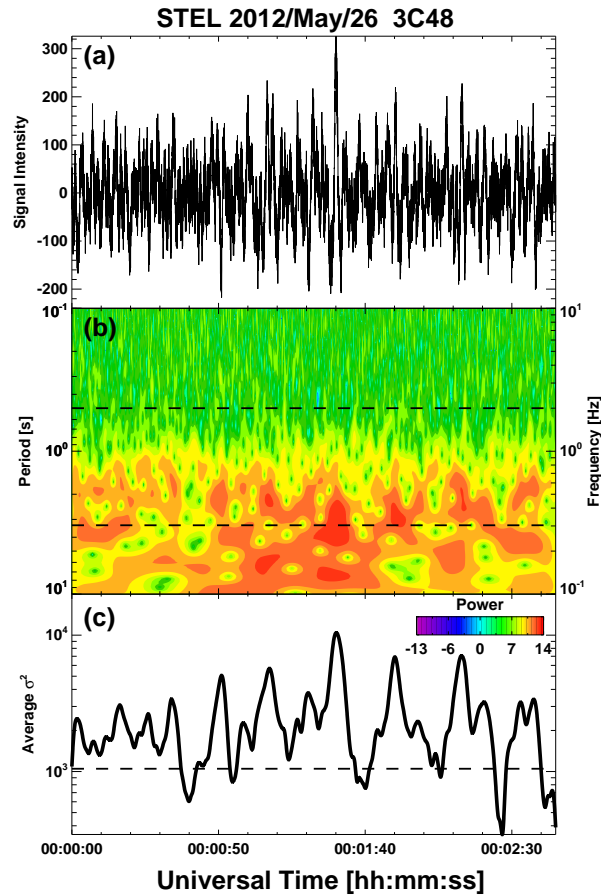 STEL 2012/May/26 3C48
(a)
300
200
100
0
-100
-200
Signal Intensity
(b)
10⁻¹
10⁰
10¹
Period [s]
10¹
10⁰
10⁻¹
Frequency [Hz]
(c)
Power
-13 -6 0 7 14
10⁴
10³
Average σ²
00:00:00 00:00:50 00:01:40 00:02:30
Universal Time [hh:mm:ss]